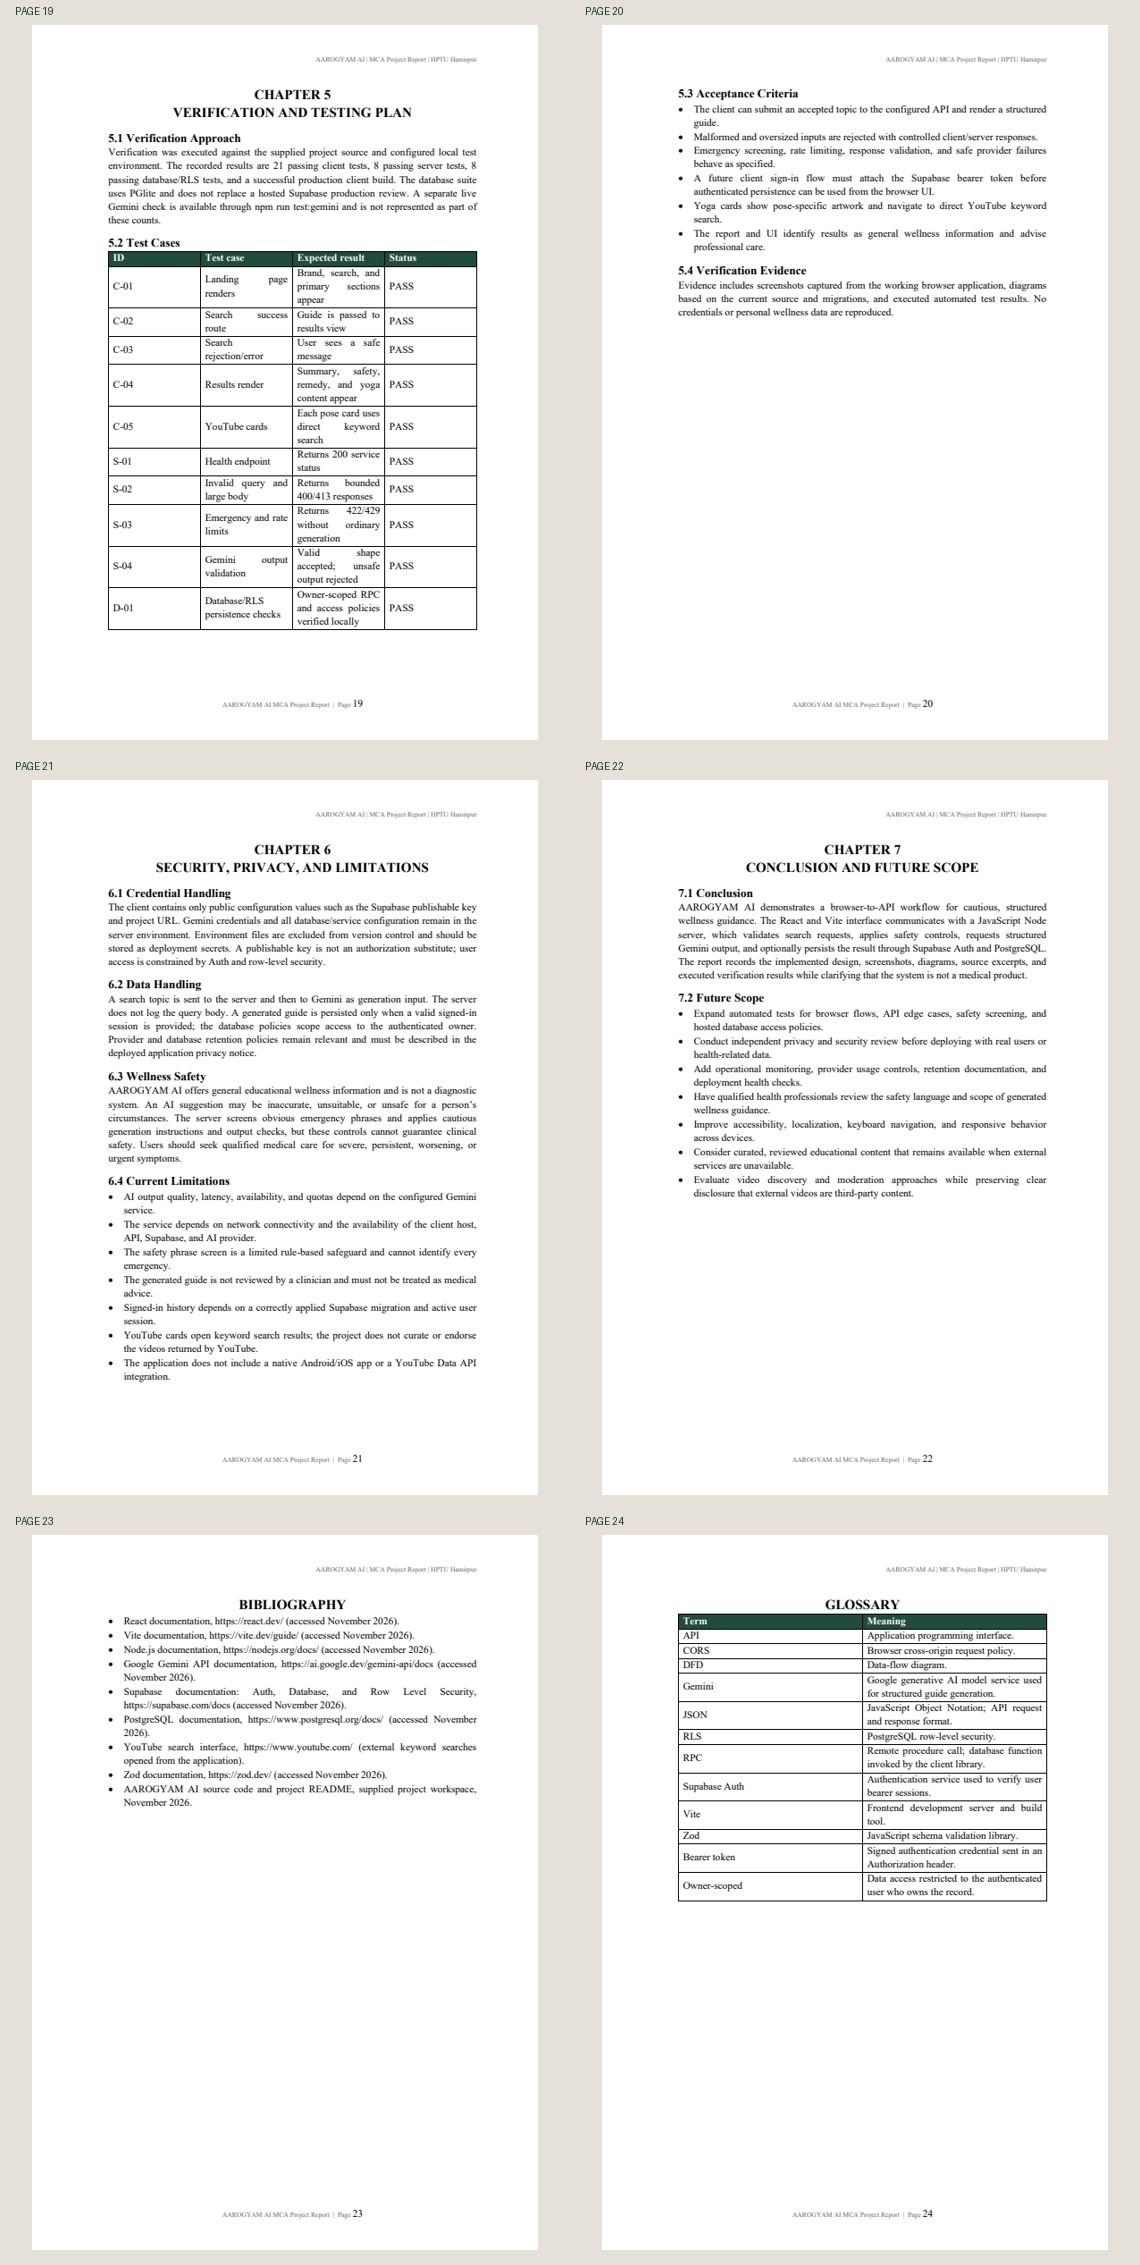 PAGE 19
AAROGYAM AI | MCA Project Report | HPTU Hamirpur
CHAPTER 5
VERIFICATION AND TESTING PLAN
5.1 Verification Approach
Verification was executed against the supplied project source and configured local test
environment. The recorded results are 21 passing client tests, 8 passing server tests, 8
passing database/RLS tests, and a successful production client build. The database suite
uses PGlite and does not replace a hosted Supabase production review. A separate live
Gemini check is available through npm run test:gemini and is not represented as part of
these counts.
5.2 Test Cases
ID Test case Expected result Status
C-01 Landing page renders Brand, search, and primary sections appear PASS
C-02 Search success route Guide is passed to results view PASS
C-03 Search rejection/error User sees a safe message PASS
C-04 Results render Summary, safety, remedy, and yoga content appear PASS
C-05 YouTube cards Each pose card uses direct keyword search PASS
S-01 Health endpoint Returns 200 service status PASS
S-02 Invalid query and large body Returns bounded 400/413 responses PASS
S-03 Emergency and rate limits Returns 422/429 without ordinary generation PASS
S-04 Gemini output validation Valid shape accepted; unsafe output rejected PASS
D-01 Database/RLS persistence checks Owner-scoped RPC and access policies verified locally PASS
AAROGYAM AI MCA Project Report | Page 19
PAGE 20
AAROGYAM AI | MCA Project Report | HPTU Hamirpur
5.3 Acceptance Criteria
• The client can submit an accepted topic to the configured API and render a structured
guide.
• Malformed and oversized inputs are rejected with controlled client/server responses.
• Emergency screening, rate limiting, response validation, and safe provider failures
behave as specified.
• A future client sign-in flow must attach the Supabase bearer token before
authenticated persistence can be used from the browser UI.
• Yoga cards show pose-specific artwork and navigate to direct YouTube keyword
search.
• The report and UI identify results as general wellness information and advise
professional care.
5.4 Verification Evidence
Evidence includes screenshots captured from the working browser application, diagrams
based on the current source and migrations, and executed automated test results. No
credentials or personal wellness data are reproduced.
AAROGYAM AI MCA Project Report | Page 20
PAGE 21
AAROGYAM AI | MCA Project Report | HPTU Hamirpur
CHAPTER 6
SECURITY, PRIVACY, AND LIMITATIONS
6.1 Credential Handling
The client contains only public configuration values such as the Supabase publishable key
and project URL. Gemini credentials and all database/service configuration remain in the
server environment. Environment files are excluded from version control and should be
stored as deployment secrets. A publishable key is not an authorization substitute; user
access is constrained by Auth and row-level security.
6.2 Data Handling
A search topic is sent to the server and then to Gemini as generation input. The server
does not log the query body. A generated guide is persisted only when a valid signed-in
session is provided; the database policies scope access to the authenticated owner.
Provider and database retention policies remain relevant and must be described in the
deployed application privacy notice.
6.3 Wellness Safety
AAROGYAM AI offers general educational wellness information and is not a diagnostic
system. An AI suggestion may be inaccurate, unsuitable, or unsafe for a person's
circumstances. The server screens obvious emergency phrases and applies cautious
generation instructions and output checks, but these controls cannot guarantee clinical
safety. Users should seek qualified medical care for severe, persistent, worsening, or
urgent symptoms.
6.4 Current Limitations
• AI output quality, latency, availability, and quotas depend on the configured Gemini
service.
• The service depends on network connectivity and the availability of the client host,
API, Supabase, and AI provider.
• The safety phrase screen is a limited rule-based safeguard and cannot identify every
emergency.
• The generated guide is not reviewed by a clinician and must not be treated as medical
advice.
• Signed-in history depends on a correctly applied Supabase migration and active user
session.
• YouTube cards open keyword search results; the project does not curate or endorse
the videos returned by YouTube.
• The application does not include a native Android/iOS app or a YouTube Data API
integration.
AAROGYAM AI MCA Project Report | Page 21
PAGE 22
AAROGYAM AI | MCA Project Report | HPTU Hamirpur
CHAPTER 7
CONCLUSION AND FUTURE SCOPE
7.1 Conclusion
AAROGYAM AI demonstrates a browser-to-API workflow for cautious, structured
wellness guidance. The React and Vite interface communicates with a JavaScript Node
server, which validates search requests, applies safety controls, requests structured
Gemini output, and optionally persists the result through Supabase Auth and PostgreSQL.
The report records the implemented design, screenshots, diagrams, source excerpts, and
executed verification results while clarifying that the system is not a medical product.
7.2 Future Scope
• Expand automated tests for browser flows, API edge cases, safety screening, and
hosted database access policies.
• Conduct independent privacy and security review before deploying with real users or
health-related data.
• Add operational monitoring, provider usage controls, retention documentation, and
deployment health checks.
• Have qualified health professionals review the safety language and scope of generated
wellness guidance.
• Improve accessibility, localization, keyboard navigation, and responsive behavior
across devices.
• Consider curated, reviewed educational content that remains available when external
services are unavailable.
• Evaluate video discovery and moderation approaches while preserving clear
disclosure that external videos are third-party content.
AAROGYAM AI MCA Project Report | Page 22
PAGE 23
AAROGYAM AI | MCA Project Report | HPTU Hamirpur
BIBLIOGRAPHY
• React documentation, https://react.dev/ (accessed November 2026).
• Vite documentation, https://vite.dev/guide/ (accessed November 2026).
• Node.js documentation, https://nodejs.org/docs/ (accessed November 2026).
• Google Gemini API documentation, https://ai.google.dev/gemini-api/docs (accessed
November 2026).
• Supabase documentation: Auth, Database, and Row Level Security,
https://supabase.com/docs (accessed November 2026).
• PostgreSQL documentation, https://www.postgresql.org/docs/ (accessed November
2026).
• YouTube search interface, https://www.youtube.com/ (external keyword searches
opened from the application).
• Zod documentation, https://zod.dev/ (accessed November 2026).
• AAROGYAM AI source code and project README, supplied project workspace,
November 2026.
AAROGYAM AI MCA Project Report | Page 23
PAGE 24
AAROGYAM AI | MCA Project Report | HPTU Hamirpur
GLOSSARY
Term Meaning
API Application programming interface.
CORS Browser cross-origin request policy.
DFD Data-flow diagram.
Gemini Google generative AI model service used for structured guide generation.
JSON JavaScript Object Notation; API request and response format.
RLS PostgreSQL row-level security.
RPC Remote procedure call; database function invoked by the client library.
Supabase Auth Authentication service used to verify user bearer sessions.
Vite Frontend development server and build tool.
Zod JavaScript schema validation library.
Bearer token Signed authentication credential sent in an Authorization header.
Owner-scoped Data access restricted to the authenticated user who owns the record.
AAROGYAM AI MCA Project Report | Page 24